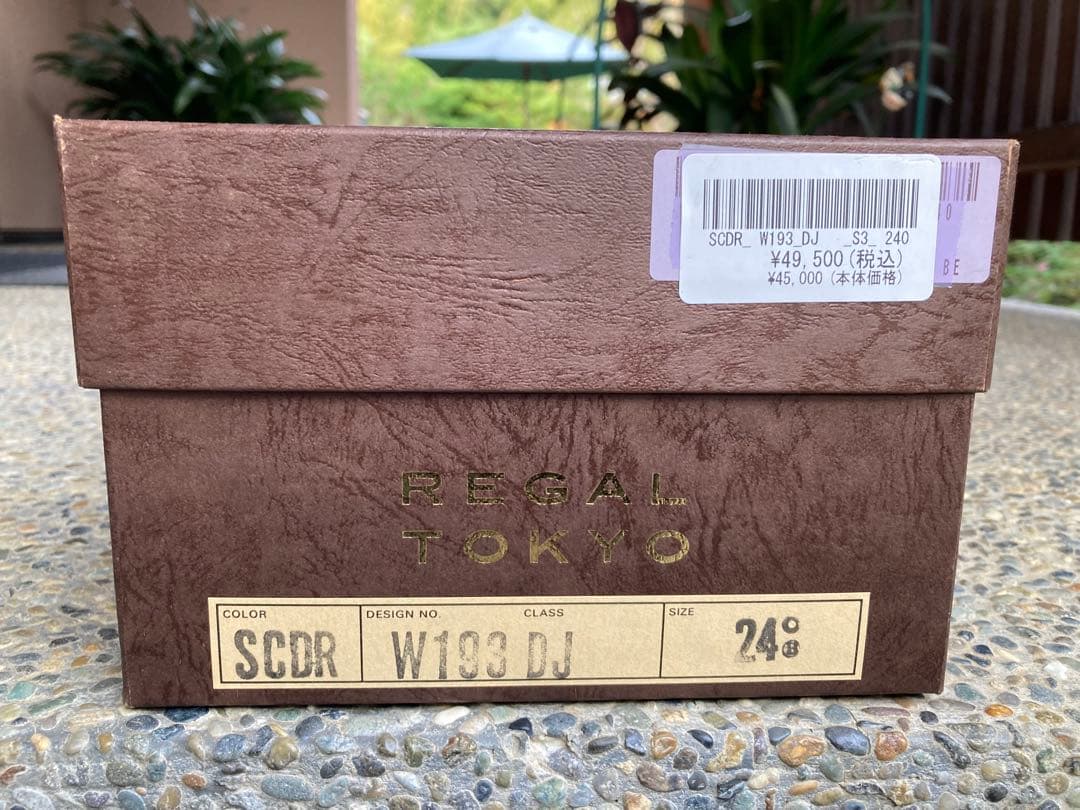 SCDR_ W193_DJ _S3_ 240
¥49,500(税込)
¥45,000(本体価格)
BE
REGAL
TOKYO
COLOR DESIGN NO. CLASS SIZE
SCDR W193 DJ 24